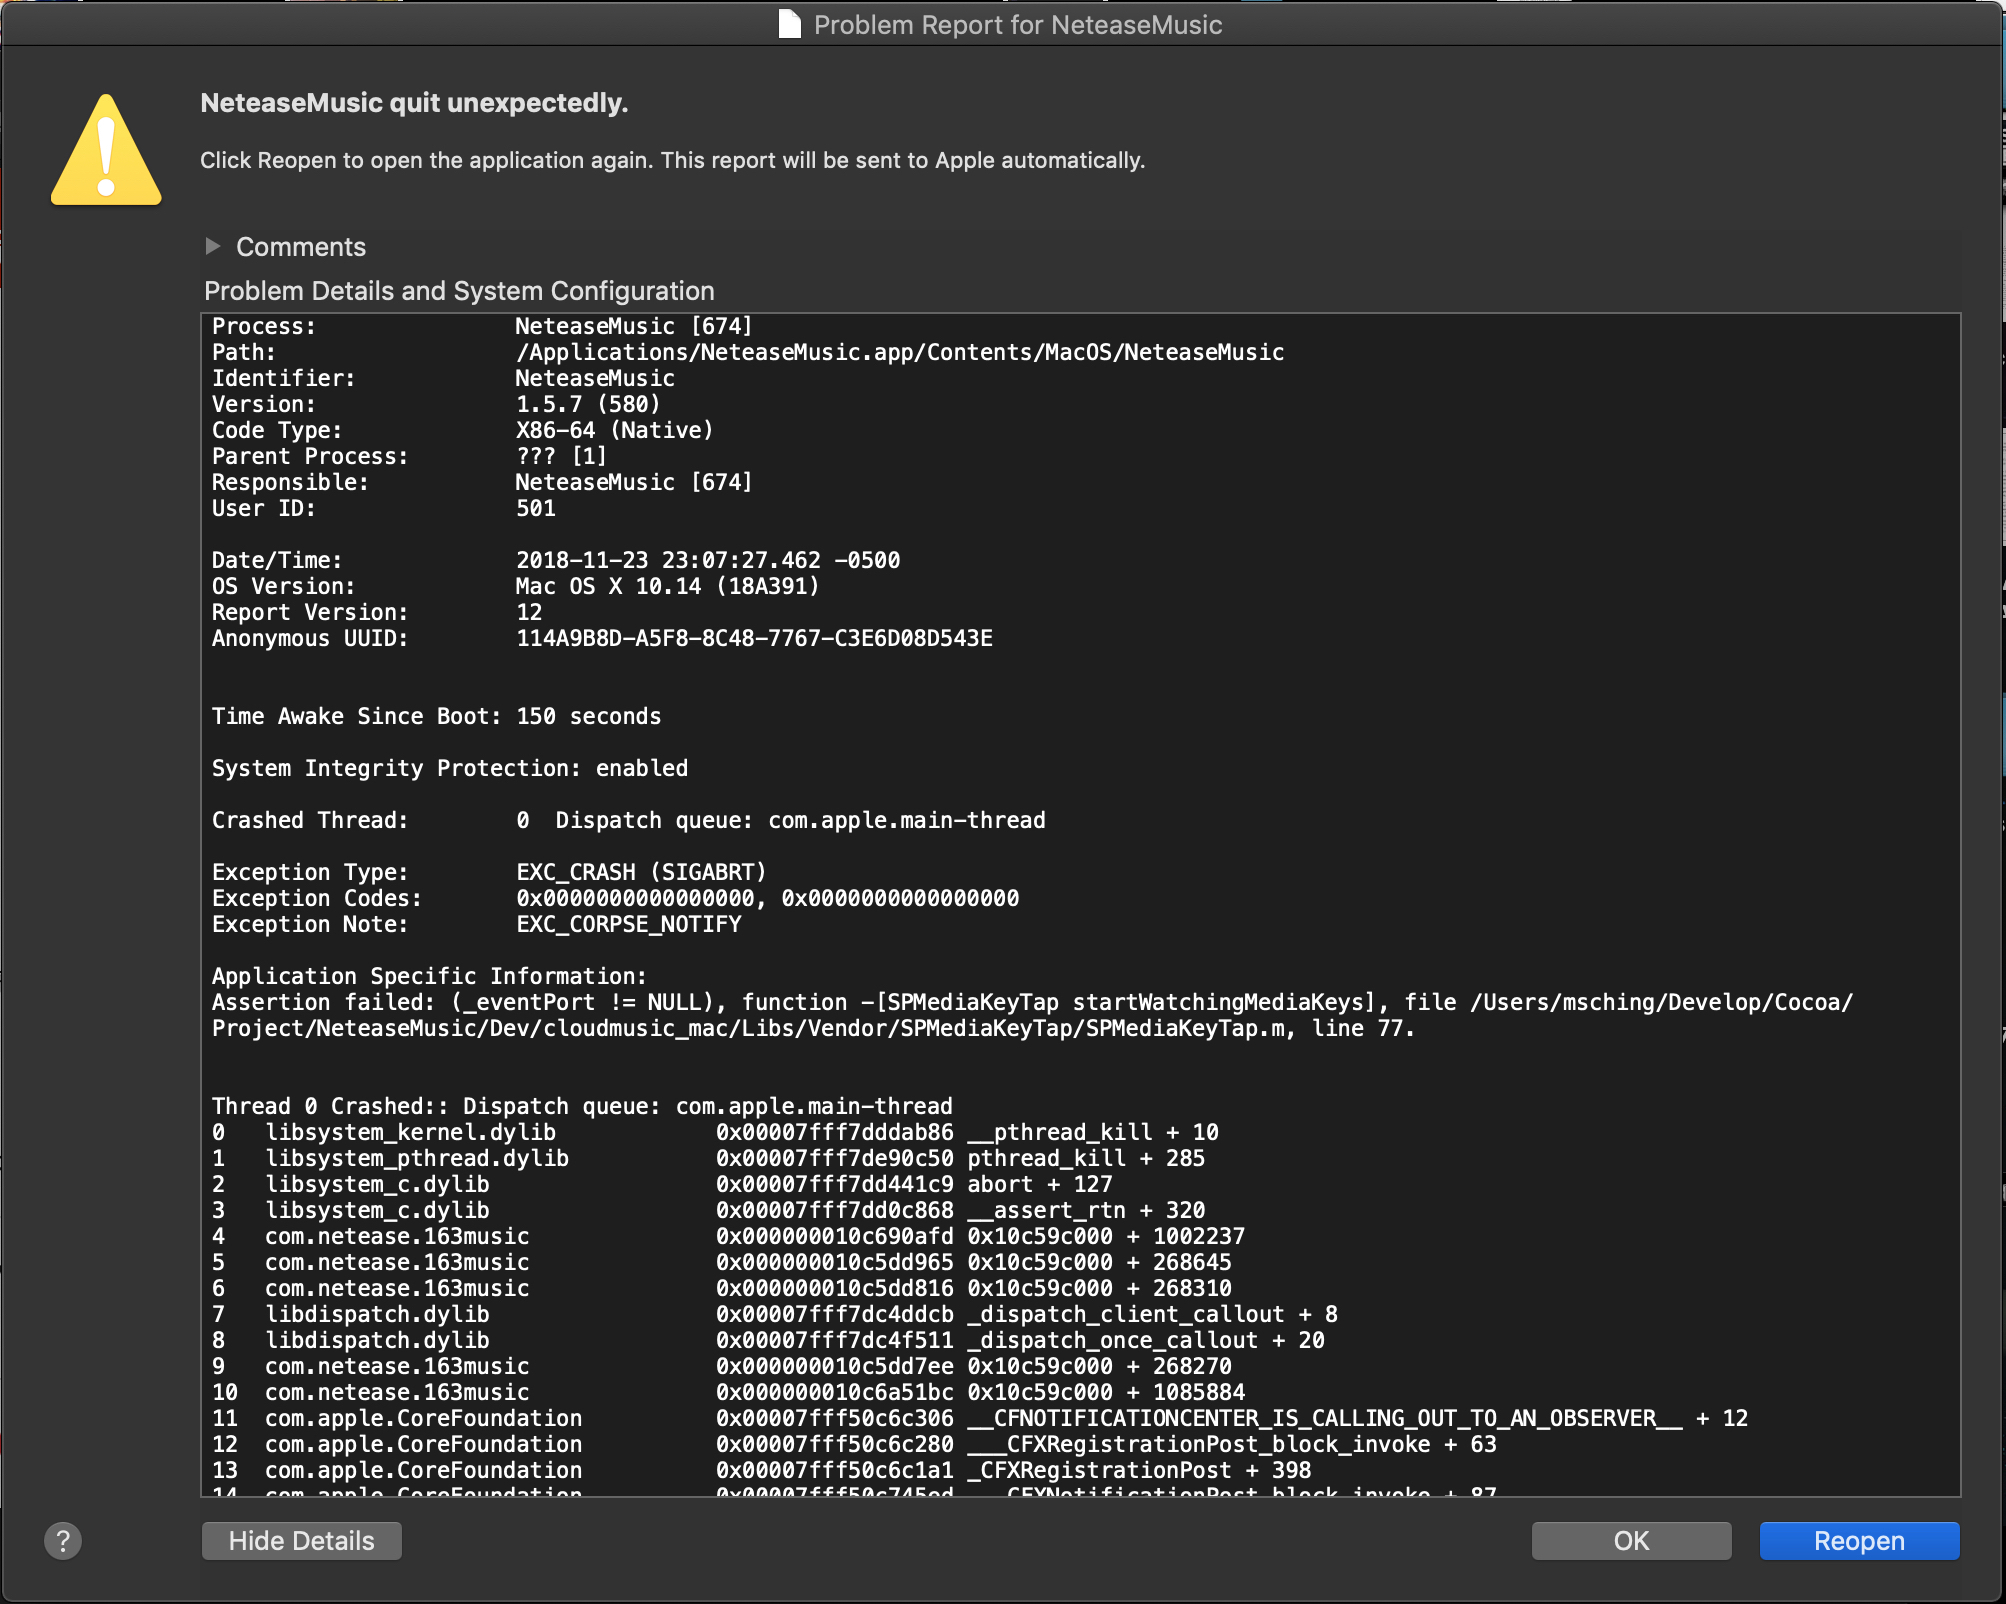 Problem Report for NeteaseMusic
NeteaseMusic quit unexpectedly.
Click Reopen to open the application again. This report will be sent to Apple automatically.
Comments
Problem Details and System Configuration
Process: NeteaseMusic [674]
Path: /Applications/NeteaseMusic.app/Contents/MacOS/NeteaseMusic
Identifier: NeteaseMusic
Version: 1.5.7 (580)
Code Type: X86-64 (Native)
Parent Process: ??? [1]
Responsible: NeteaseMusic [674]
User ID: 501
Date/Time: 2018-11-23 23:07:27.462 -0500
OS Version: Mac OS X 10.14 (18A391)
Report Version: 12
Anonymous UUID: 114A9B8D-A5F8-8C48-7767-C3E6D08D543E
Time Awake Since Boot: 150 seconds
System Integrity Protection: enabled
Crashed Thread: 0 Dispatch queue: com.apple.main-thread
Exception Type: EXC_CRASH (SIGABRT)
Exception Codes: 0x0000000000000000, 0x0000000000000000
Exception Note: EXC_CORPSE_NOTIFY
Application Specific Information:
Assertion failed: (_eventPort != NULL), function -[SPMediaKeyTap startWatchingMediaKeys], file /Users/msching/Develop/Cocoa/
Project/NeteaseMusic/Dev/cloudmusic_mac/Libs/Vendor/SPMediaKeyTap/SPMediaKeyTap.m, line 77.
Thread 0 Crashed:: Dispatch queue: com.apple.main-thread
0 libsystem_kernel.dylib 0x00007fff7dddab86 __pthread_kill + 10
1 libsystem_pthread.dylib 0x00007fff7de90c50 pthread_kill + 285
2 libsystem_c.dylib 0x00007fff7dd441c9 abort + 127
3 libsystem_c.dylib 0x00007fff7dd0c868 __assert_rtn + 320
4 com.netease.163music 0x000000010c690afd 0x10c59c000 + 1002237
5 com.netease.163music 0x000000010c5dd965 0x10c59c000 + 268645
6 com.netease.163music 0x000000010c5dd816 0x10c59c000 + 268310
7 libdispatch.dylib 0x00007fff7dc4ddcb _dispatch_client_callout + 8
8 libdispatch.dylib 0x00007fff7dc4f511 _dispatch_once_callout + 20
9 com.netease.163music 0x000000010c5dd7ee 0x10c59c000 + 268270
10 com.netease.163music 0x000000010c6a51bc 0x10c59c000 + 1085884
11 com.apple.CoreFoundation 0x00007fff50c6c306 __CFNOTIFICATIONCENTER_IS_CALLING_OUT_TO_AN_OBSERVER__ + 12
12 com.apple.CoreFoundation 0x00007fff50c6c280 ___CFXRegistrationPost_block_invoke + 63
13 com.apple.CoreFoundation 0x00007fff50c6c1a1 _CFXRegistrationPost + 398
14 com.apple.CoreFoundation 0x00007fff50c745ed ___CFXNotificationPost_block_invoke + 87
?
Hide Details
OK
Reopen